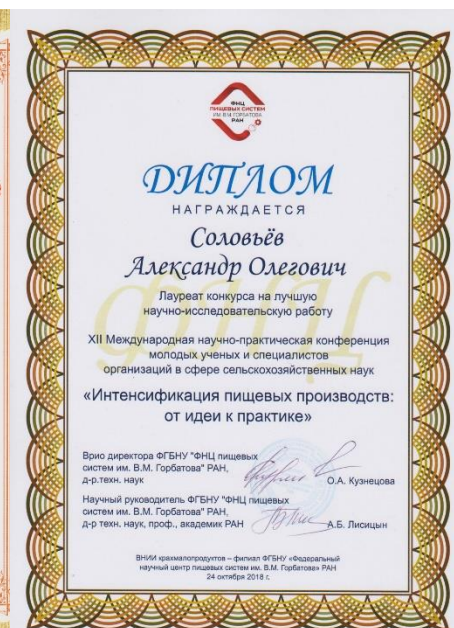 ФНЦ
ПИЩЕВЫХ СИСТЕМ
ИМ. В.М. ГОРБАТОВА
РАН
ДИПЛОМ
НАГРАЖДАЕТСЯ
Соловьёв
Александр Олегович
Лауреат конкурса на лучшую
научно-исследовательскую работу
XII Международная научно-практическая конференция
молодых ученых и специалистов
организаций в сфере сельскохозяйственных наук
«Интенсификация пищевых производств:
от идеи к практике»
Врио директора ФГБНУ "ФНЦ пищевых
систем им. В.М. Горбатова" РАН,
д-р.техн. наук
О.А. Кузнецова
Научный руководитель ФГБНУ "ФНЦ пищевых
систем им. В.М. Горбатова" РАН,
д-р техн. наук, проф., академик РАН
А.Б. Лисицын
ВНИИ крахмалопродуктов – филиал ФГБНУ «Федеральный
научный центр пищевых систем им. В.М. Горбатова» РАН
24 октября 2018 г.